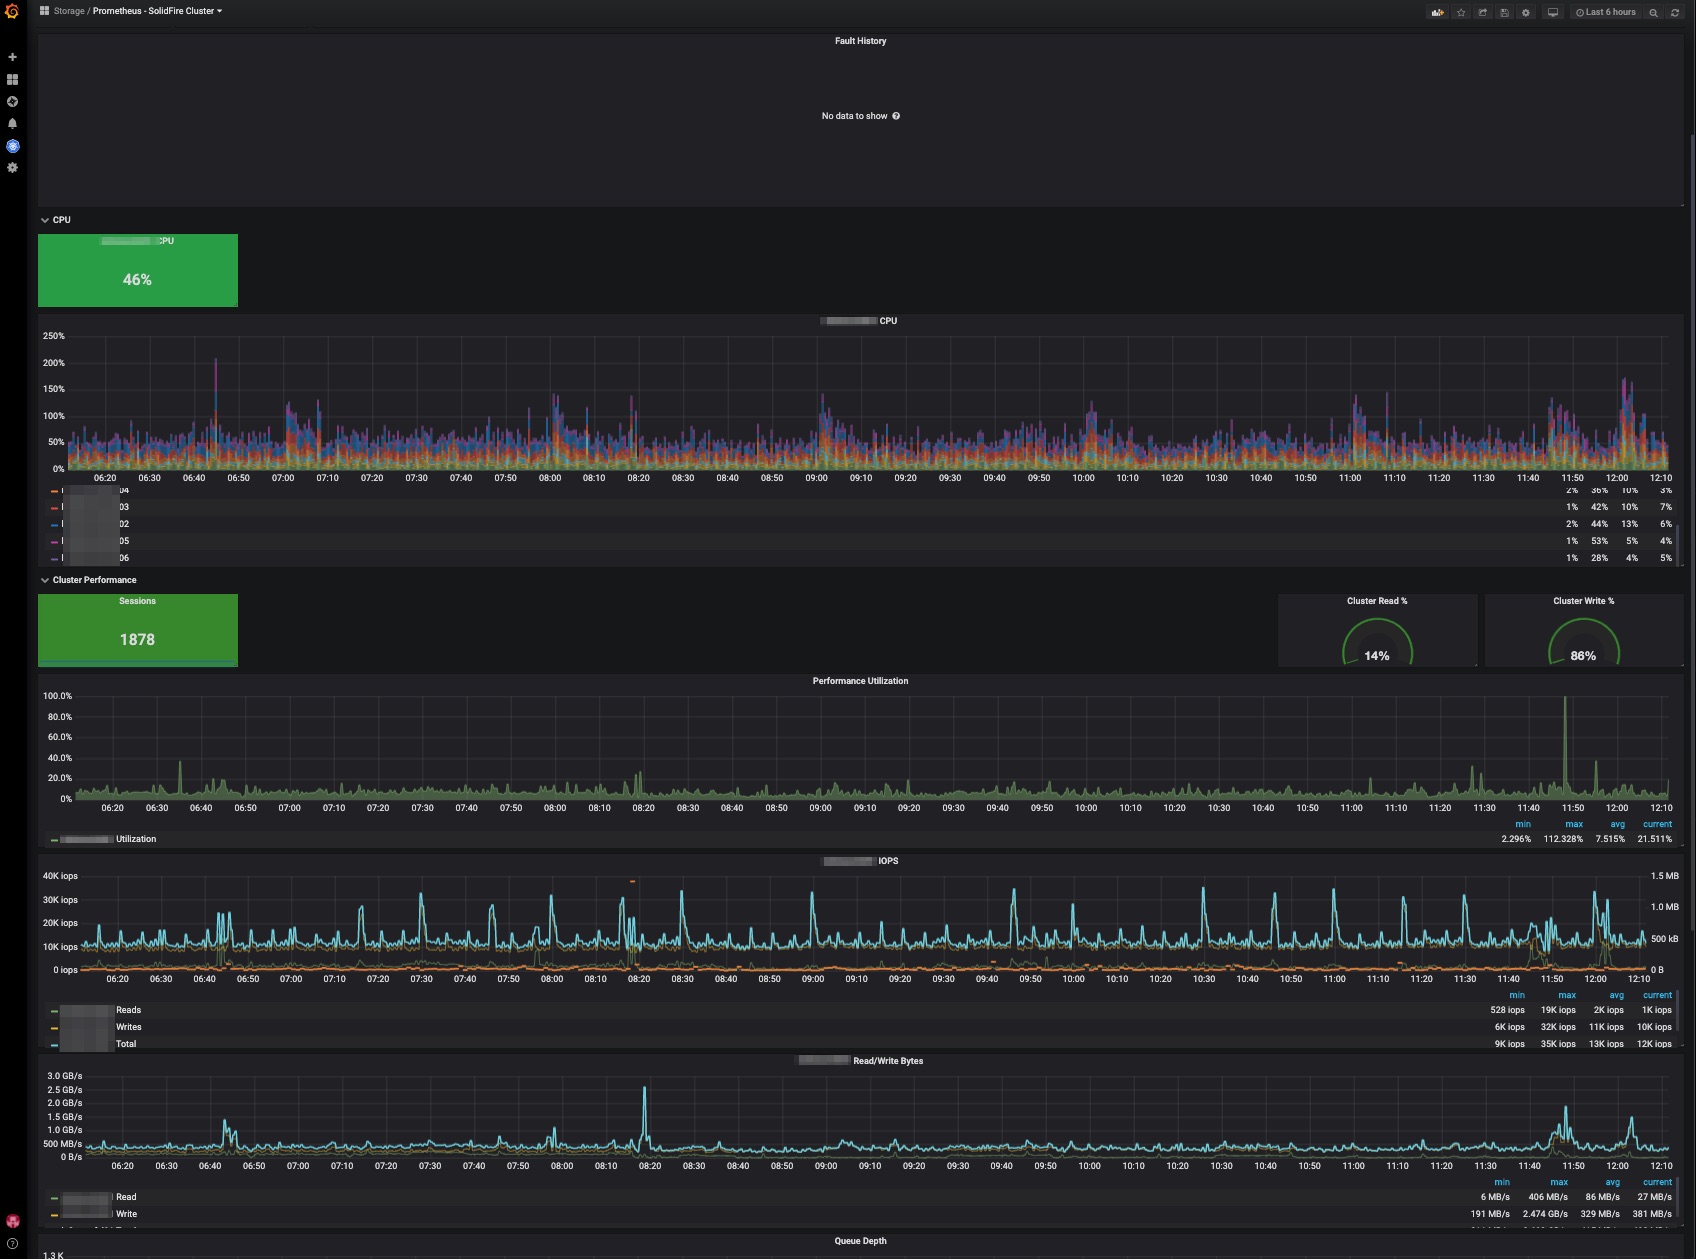 Storage / Prometheus - SolidFire Cluster
Last 6 hours
Fault History
No data to show
CPU
CPU
46%
CPU
250%
200%
150%
100%
50%
0%
06:20 06:30 06:40 06:50 07:00 07:10 07:20 07:30 07:40 07:50 08:00 08:10 08:20 08:30 08:40 08:50 09:00 09:10 09:20 09:30 09:40 09:50 10:00 10:10 10:20 10:30 10:40 10:50 11:00 11:10 11:20 11:30 11:40 11:50 12:00 12:10
04 2% 36% 10% 3%
03 1% 42% 10% 7%
02 2% 44% 13% 6%
05 1% 53% 5% 4%
06 1% 28% 4% 5%
Cluster Performance
Sessions
1878
Cluster Read %
14%
Cluster Write %
86%
Performance Utilization
100.0%
80.0%
60.0%
40.0%
20.0%
0%
06:20 06:30 06:40 06:50 07:00 07:10 07:20 07:30 07:40 07:50 08:00 08:10 08:20 08:30 08:40 08:50 09:00 09:10 09:20 09:30 09:40 09:50 10:00 10:10 10:20 10:30 10:40 10:50 11:00 11:10 11:20 11:30 11:40 11:50 12:00 12:10
min max avg current
Utilization 2.296% 112.328% 7.515% 21.511%
IOPS
40K iops 1.5 MB
30K iops 1.0 MB
20K iops
10K iops 500 kB
0 iops 0 B
06:20 06:30 06:40 06:50 07:00 07:10 07:20 07:30 07:40 07:50 08:00 08:10 08:20 08:30 08:40 08:50 09:00 09:10 09:20 09:30 09:40 09:50 10:00 10:10 10:20 10:30 10:40 10:50 11:00 11:10 11:20 11:30 11:40 11:50 12:00 12:10
min max avg current
Reads 528 iops 19K iops 2K iops 1K iops
Writes 6K iops 32K iops 11K iops 10K iops
Total 9K iops 35K iops 13K iops 12K iops
Read/Write Bytes
3.0 GB/s
2.5 GB/s
2.0 GB/s
1.5 GB/s
1.0 GB/s
500 MB/s
0 B/s
06:20 06:30 06:40 06:50 07:00 07:10 07:20 07:30 07:40 07:50 08:00 08:10 08:20 08:30 08:40 08:50 09:00 09:10 09:20 09:30 09:40 09:50 10:00 10:10 10:20 10:30 10:40 10:50 11:00 11:10 11:20 11:30 11:40 11:50 12:00 12:10
min max avg current
Read 6 MB/s 406 MB/s 86 MB/s 27 MB/s
Write 191 MB/s 2.474 GB/s 329 MB/s 381 MB/s
Queue Depth
1.3 K